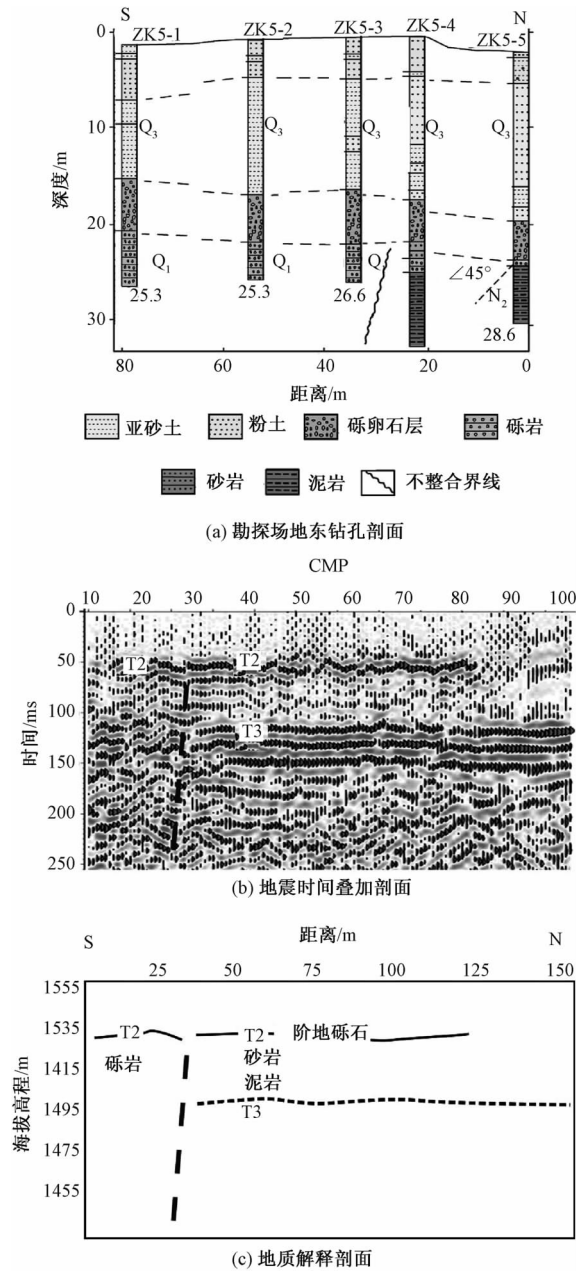 S N
ZK5-1 ZK5-2 ZK5-3 ZK5-4 ZK5-5
0
10
20
30
深度/m
Q3 Q3 Q3 Q3 Q3
Q1 Q1 Q
∠45°
N2
25.3 25.3 26.6 28.6
80 60 40 20 0
距离/m
亚砂土 粉土 砾卵石层 砾岩
砂岩 泥岩 不整合界线
(a) 勘探场地东钻孔剖面
CMP
10 20 30 40 50 60 70 80 90 100
0
50
100
150
200
250
时间/ms
T2 T2
T3
(b) 地震时间叠加剖面
距离/m
S N
25 50 75 100 125 150
1555
1535
1415
1495
1475
1455
海拔高程/m
T2 T2 阶地砾石
砾岩 砂岩
泥岩
T3
(c) 地质解释剖面